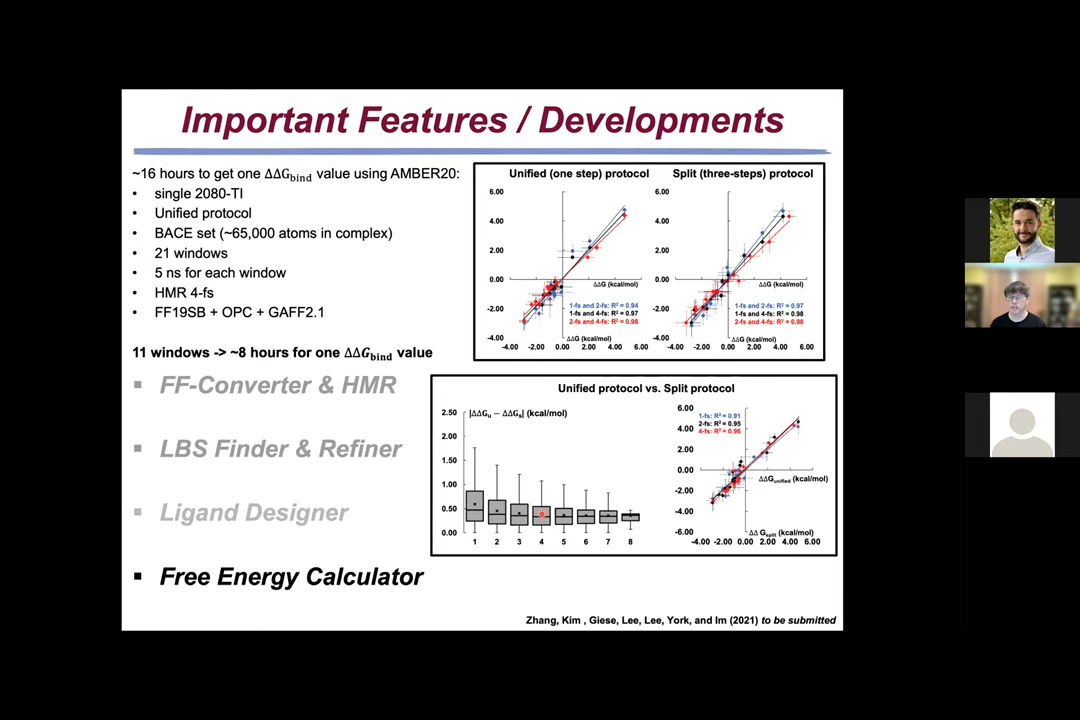 Important Features / Developments
~16 hours to get one ΔΔG_bind value using AMBER20:
• single 2080-TI
• Unified protocol
• BACE set (~65,000 atoms in complex)
• 21 windows
• 5 ns for each window
• HMR 4-fs
• FF19SB + OPC + GAFF2.1
11 windows -> ~8 hours for one ΔΔG_bind value
▪ FF-Converter & HMR
▪ LBS Finder & Refiner
▪ Ligand Designer
▪ Free Energy Calculator
Unified (one step) protocol
6.00
4.00
2.00
0.00
-2.00
-4.00
ΔΔG (kcal/mol)
1-fs and 2-fs: R² = 0.94
1-fs and 4-fs: R² = 0.97
2-fs and 4-fs: R² = 0.98
ΔΔG (kcal/mol)
-4.00 -2.00 0.00 2.00 4.00 6.00
Split (three-steps) protocol
6.00
4.00
2.00
0.00
-2.00
-4.00
ΔΔG (kcal/mol)
1-fs and 2-fs: R² = 0.97
1-fs and 4-fs: R² = 0.98
2-fs and 4-fs: R² = 0.98
ΔΔG (kcal/mol)
-4.00 -2.00 0.00 2.00 4.00 6.00
Unified protocol vs. Split protocol
|ΔΔG_u − ΔΔG_s| (kcal/mol)
2.50
2.00
1.50
1.00
0.50
0.00
1 2 3 4 5 6 7 8
6.00
4.00
2.00
0.00
-2.00
-4.00
-6.00
1-fs: R² = 0.91
2-fs: R² = 0.95
4-fs: R² = 0.96
ΔΔG_unified (kcal/mol)
ΔΔ G_split (kcal/mol)
-4.00 -2.00 0.00 2.00 4.00 6.00
Zhang, Kim , Giese, Lee, Lee, York, and Im (2021) to be submitted